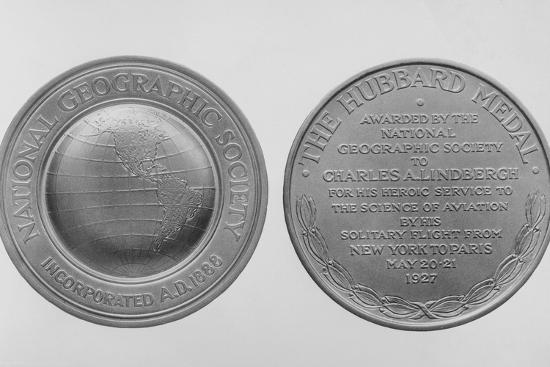 NATIONAL GEOGRAPHIC SOCIETY
INCORPORATED A.D. 1888
· THE HUBBARD MEDAL ·
AWARDED BY THE
NATIONAL
GEOGRAPHIC SOCIETY
TO
CHARLES A. LINDBERGH
FOR HIS HEROIC SERVICE TO
THE SCIENCE OF AVIATION
BY HIS
SOLITARY FLIGHT FROM
NEW YORK TO PARIS
MAY 20-21
1927